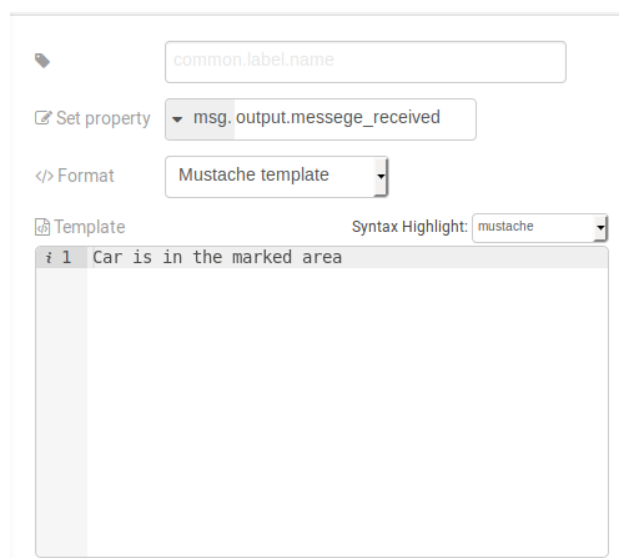 common.label.name
Set property msg. output.messege_received
</> Format Mustache template
Template Syntax Highlight: mustache
i 1 Car is in the marked area